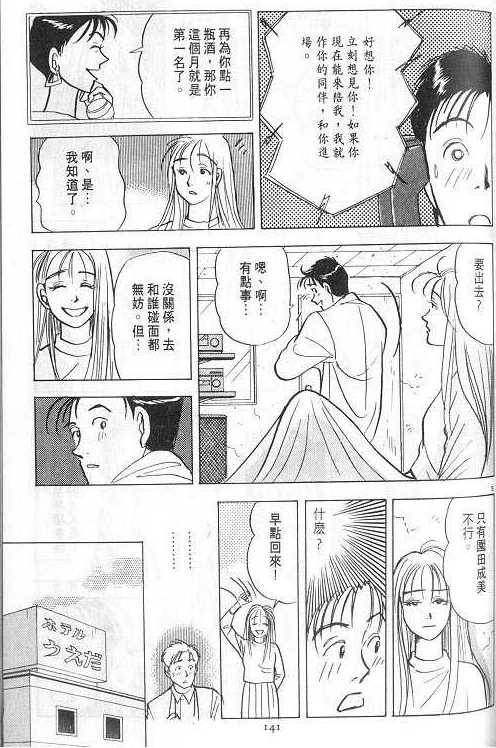 好想你！
立刻想見你！如果你
現在能來陪我，我就
作你的同伴，和你進
場。
再為你點一
瓶酒，那你
這個月就是
第一名了。
啊、是…
我知道了。
要出去？
嗯、啊…
有點事…
沒關係，去
和誰碰面都
無妨。但…
只有園田成美
不行。
什麼？
早點回來！
………
………
ホテル
うえだ
141